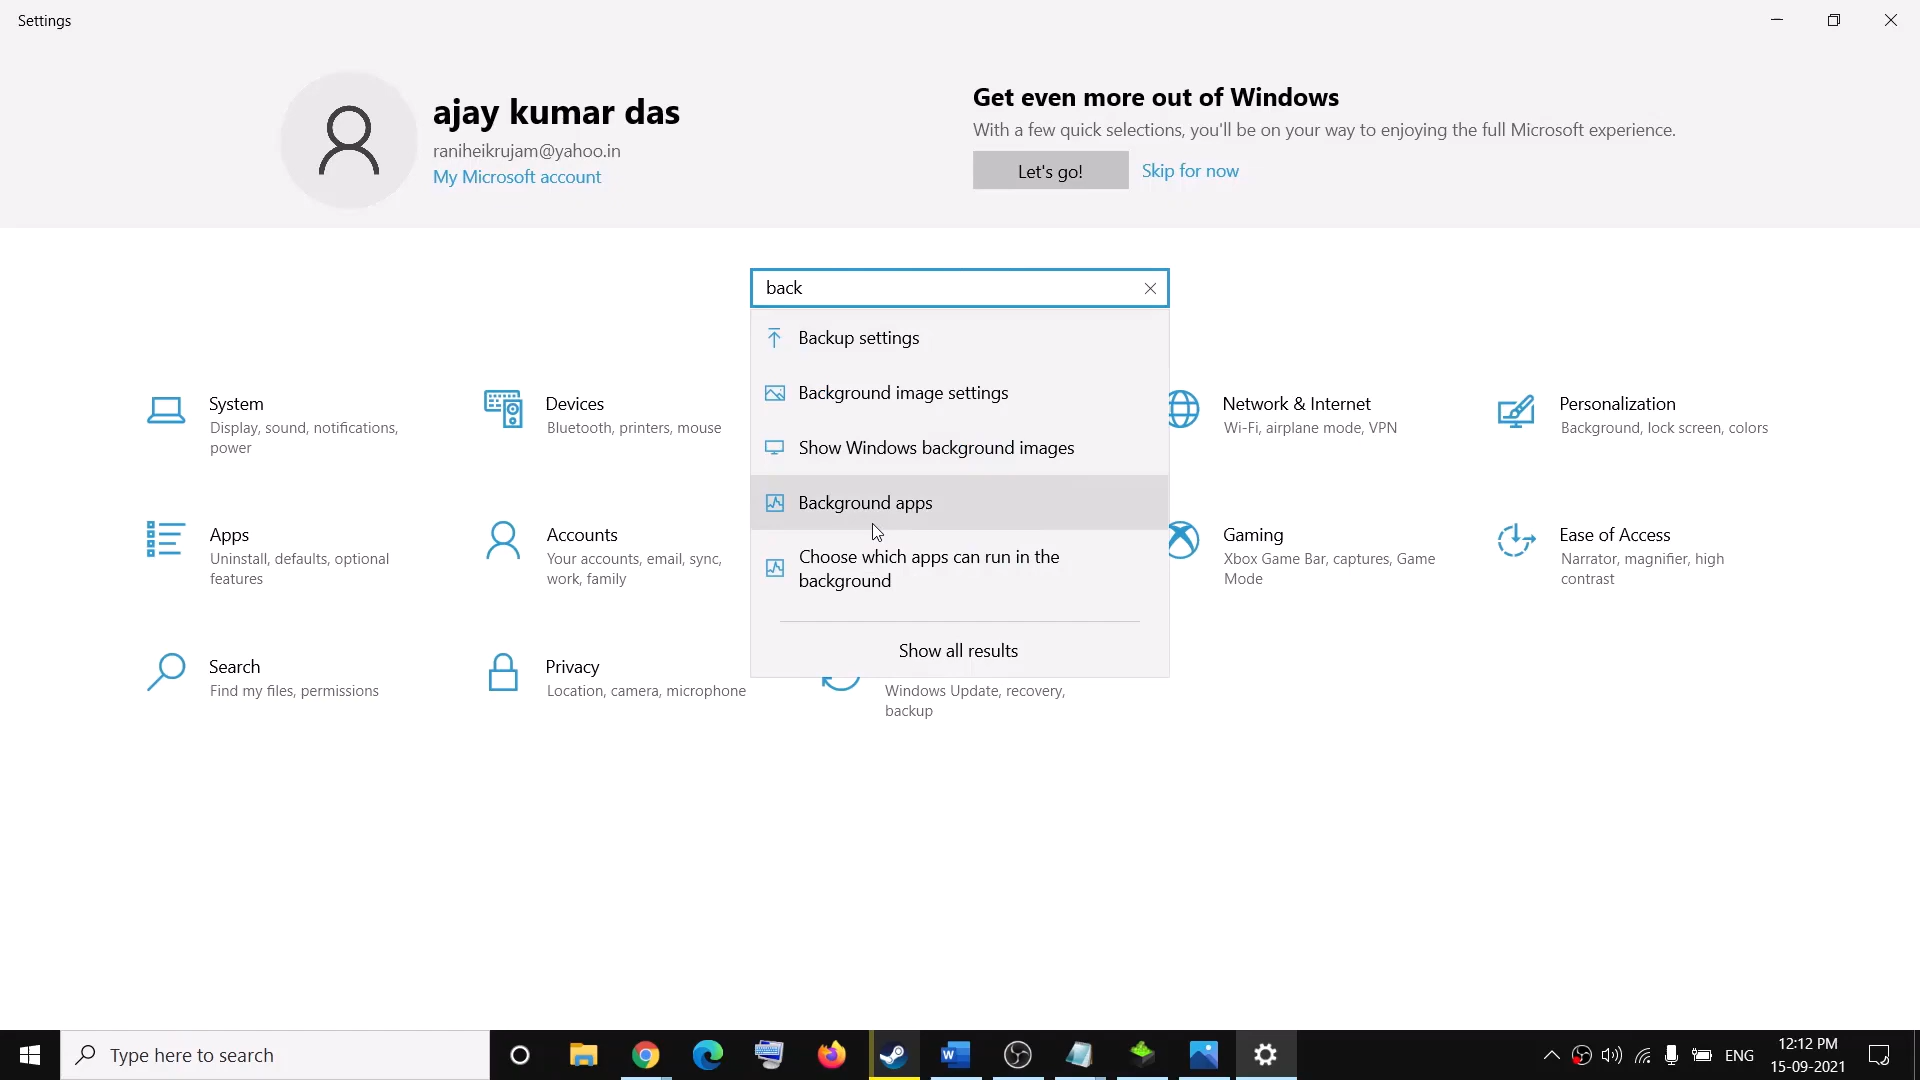 Settings
ajay kumar das
raniheikrujam@yahoo.in
My Microsoft account
Get even more out of Windows
With a few quick selections, you'll be on your way to enjoying the full Microsoft experience.
Let's go!
Skip for now
back
Backup settings
Background image settings
Show Windows background images
Background apps
Choose which apps can run in the
background
Show all results
System
Display, sound, notifications,
power
Devices
Bluetooth, printers, mouse
Network & Internet
Wi-Fi, airplane mode, VPN
Personalization
Background, lock screen, colors
Apps
Uninstall, defaults, optional
features
Accounts
Your accounts, email, sync,
work, family
Gaming
Xbox Game Bar, captures, Game
Mode
Ease of Access
Narrator, magnifier, high
contrast
Search
Find my files, permissions
Privacy
Location, camera, microphone
Windows Update, recovery,
backup
Type here to search
W
ENG
12:12 PM
15-09-2021